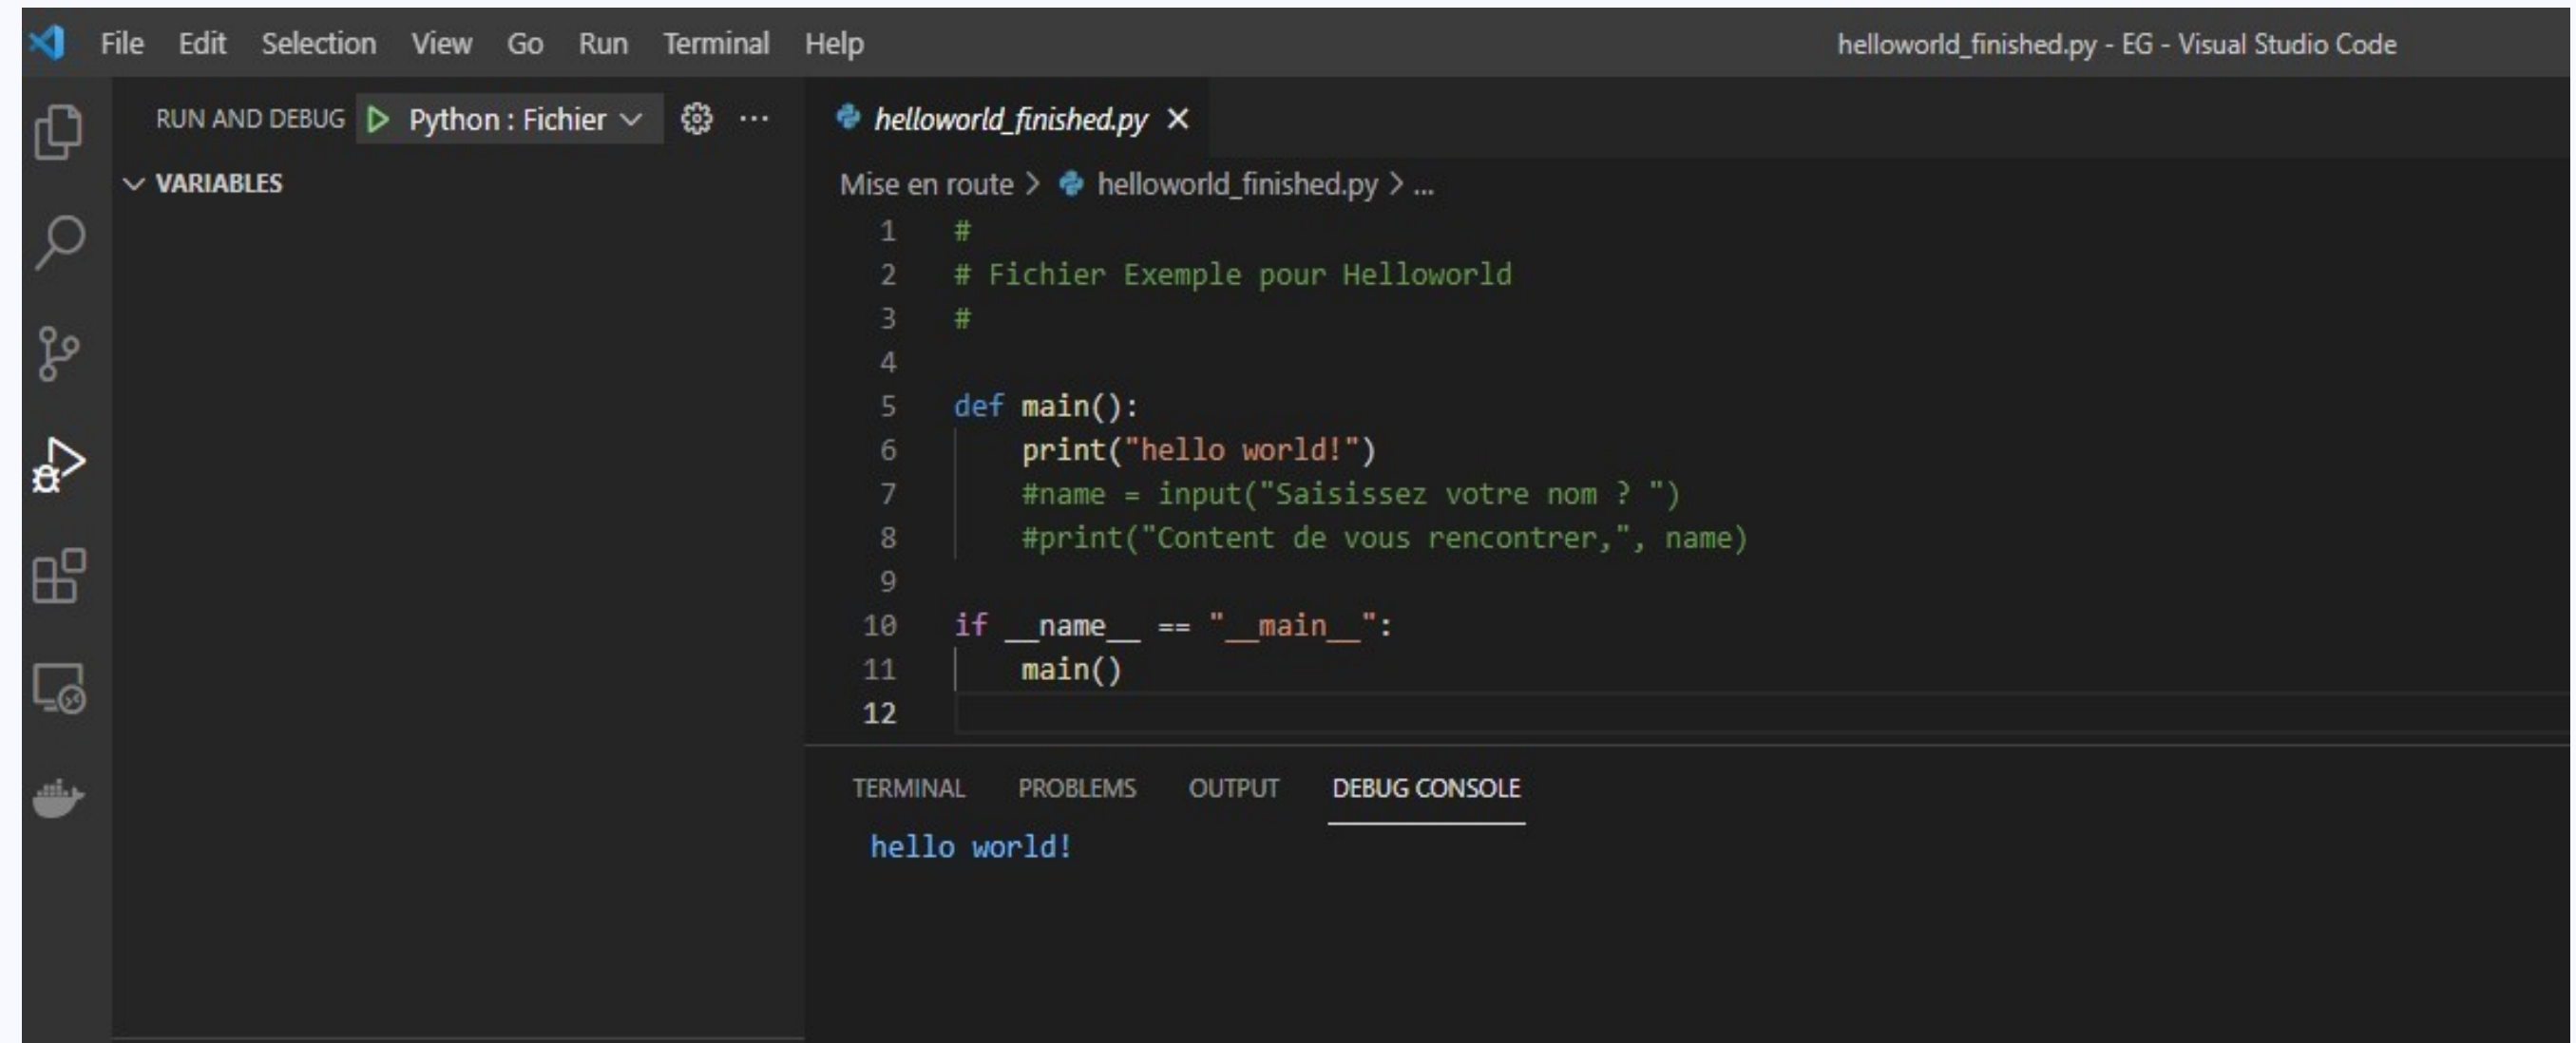 File Edit Selection View Go Run Terminal Help helloworld_finished.py - EG - Visual Studio Code
RUN AND DEBUG Python : Fichier ···
VARIABLES
helloworld_finished.py
Mise en route > helloworld_finished.py > ...
1 #
2 # Fichier Exemple pour Helloworld
3 #
4
5 def main():
6 print("hello world!")
7 #name = input("Saisissez votre nom ? ")
8 #print("Content de vous rencontrer,", name)
9
10 if __name__ == "__main__":
11 main()
12
TERMINAL PROBLEMS OUTPUT DEBUG CONSOLE
hello world!